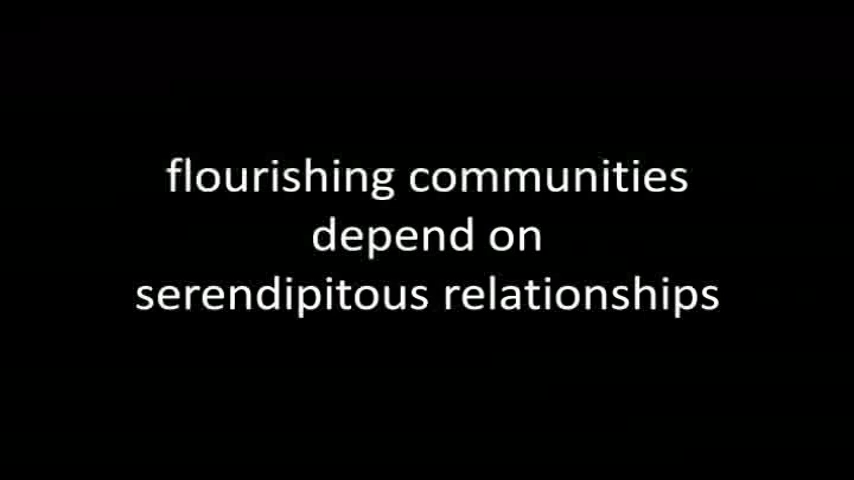 flourishing communities
depend on
serendipitous relationships